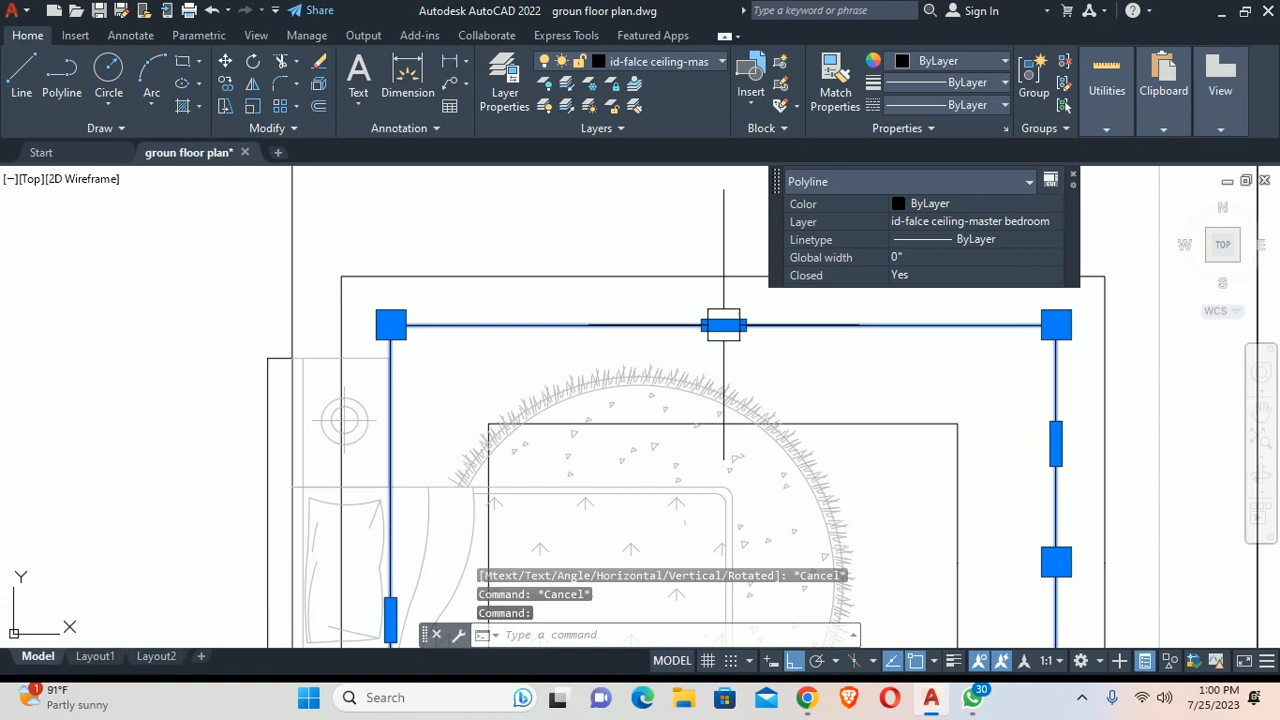 Share
Autodesk AutoCAD 2022 groun floor plan.dwg
Type a keyword or phrase
Sign In
Home Insert Annotate Parametric View Manage Output Add-ins Collaborate Express Tools Featured Apps
Line
Polyline
Circle
Arc
Text
Dimension
Layer
Properties
id-falce ceiling-mas
Insert
Match
Properties
ByLayer
ByLayer
ByLayer
Group
Utilities
Clipboard
View
Draw
Modify
Annotation
Layers
Block
Properties
Groups
Start
groun floor plan*
[−][Top][2D Wireframe]
Polyline
Color ByLayer
Layer id-falce ceiling-master bedroom
Linetype ByLayer
Global width 0"
Closed Yes
N
W TOP E
S
WCS
Y
X
[Mtext/Text/Angle/Horizontal/Vertical/Rotated]: *Cancel*
Command: *Cancel*
Command:
Type a command
Model Layout1 Layout2
MODEL
1:1
1
91°F
Partly sunny
Search
30
1:00 PM
7/25/2023